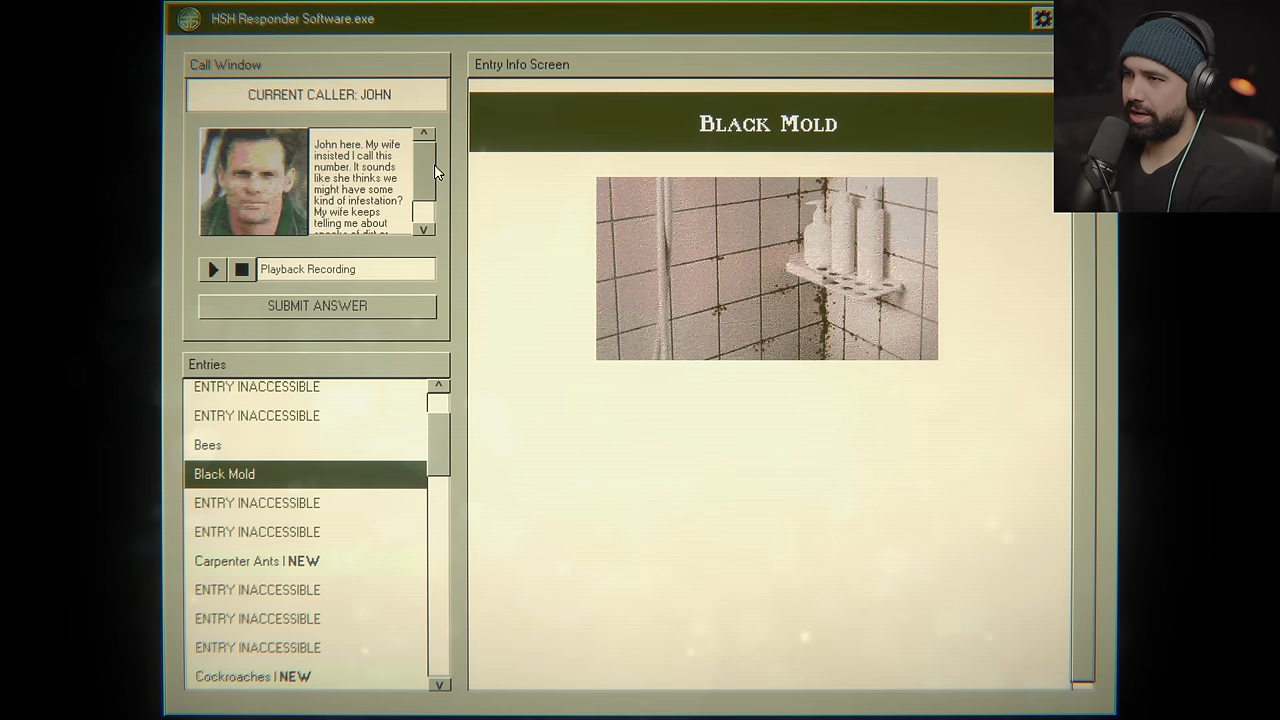 HSH Responder Software.exe
Call Window
CURRENT CALLER: JOHN
John here. My wife
insisted I call this
number. It sounds
like she thinks we
might have some
kind of infestation?
My wife keeps
telling me about
Playback Recording
SUBMIT ANSWER
Entries
ENTRY INACCESSIBLE
ENTRY INACCESSIBLE
Bees
Black Mold
ENTRY INACCESSIBLE
ENTRY INACCESSIBLE
Carpenter Ants | NEW
ENTRY INACCESSIBLE
ENTRY INACCESSIBLE
ENTRY INACCESSIBLE
Cockroaches | NEW
Entry Info Screen
Black Mold